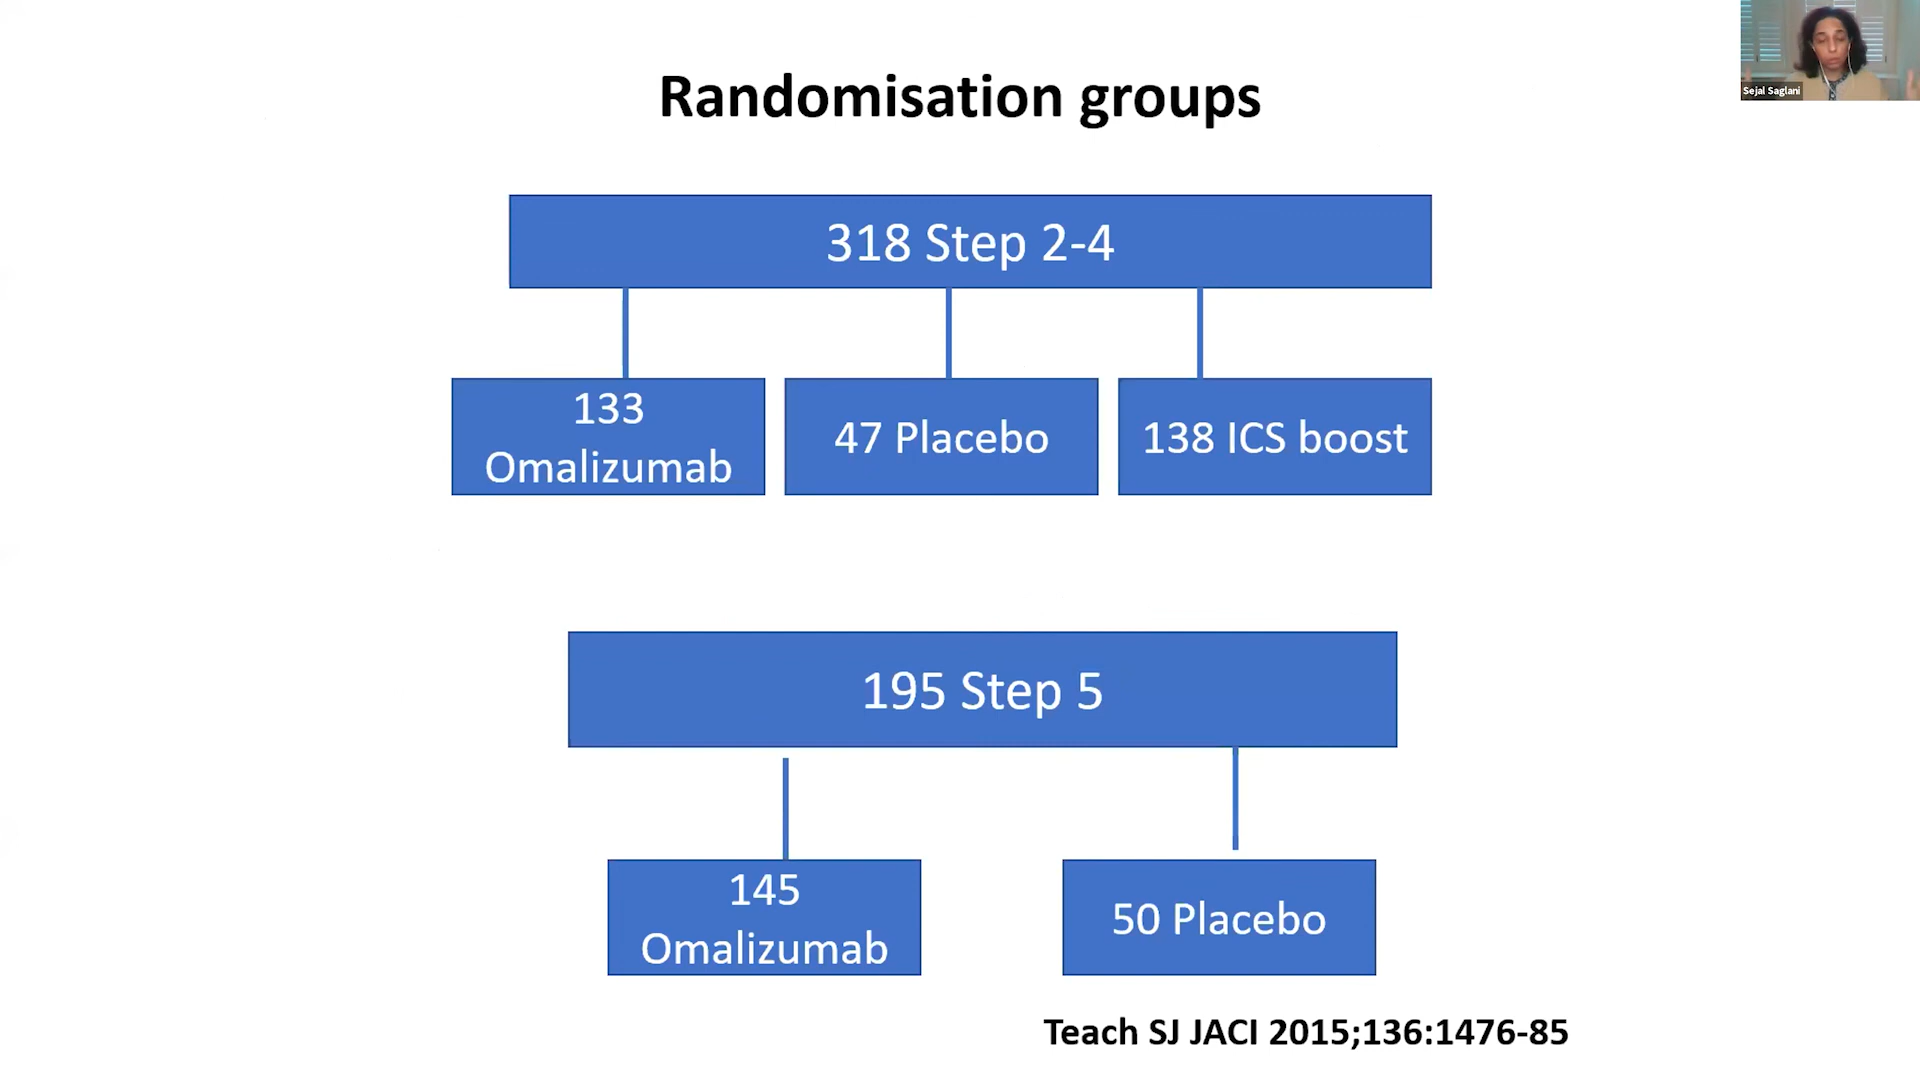 Sejal Saglani
Randomisation groups
318 Step 2-4
133
Omalizumab
47 Placebo
138 ICS boost
195 Step 5
145
Omalizumab
50 Placebo
Teach SJ JACI 2015;136:1476-85